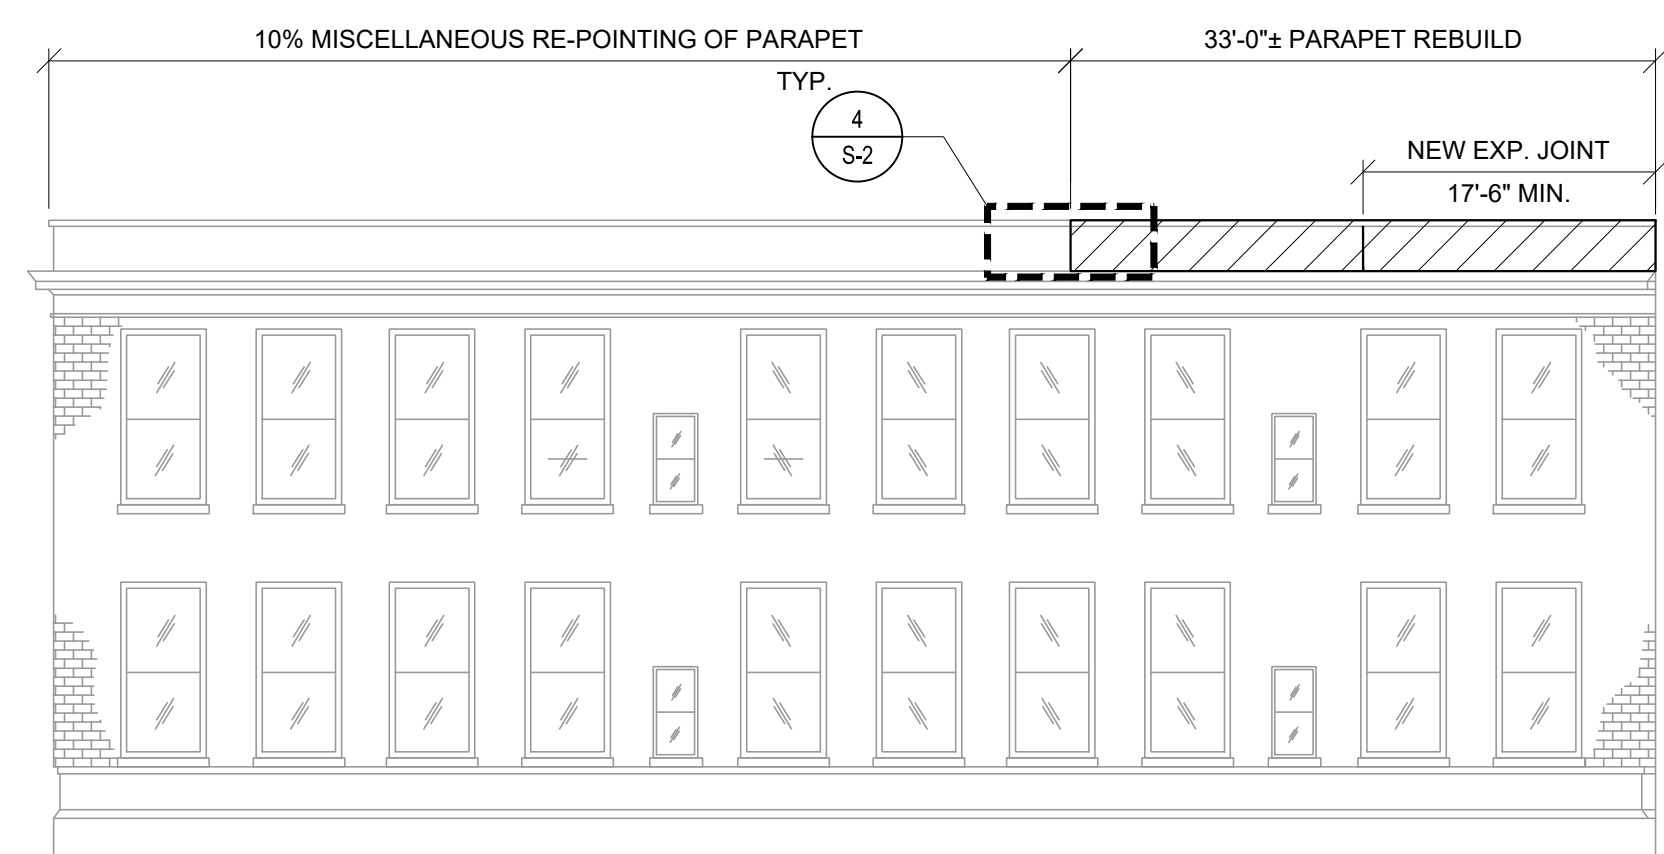 10% MISCELLANEOUS RE-POINTING OF PARAPET
33'-0"± PARAPET REBUILD
TYP.
4
S-2
NEW EXP. JOINT
17'-6" MIN.